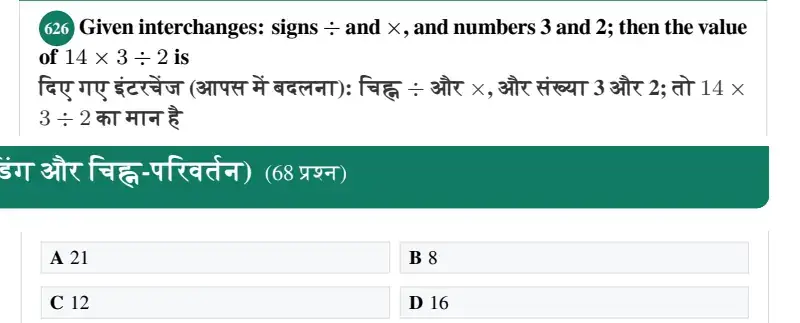 626 Given interchanges: signs ÷ and ×, and numbers 3 and 2; then the value
of 14 × 3 ÷ 2 is
दिए गए इंटरचेंज (आपस में बदलना): चिह्न ÷ और ×, और संख्या 3 और 2; तो 14 ×
3 ÷ 2 का मान है
डिंग और चिह्न-परिवर्तन) (68 प्रश्न)
A 21
B 8
C 12
D 16